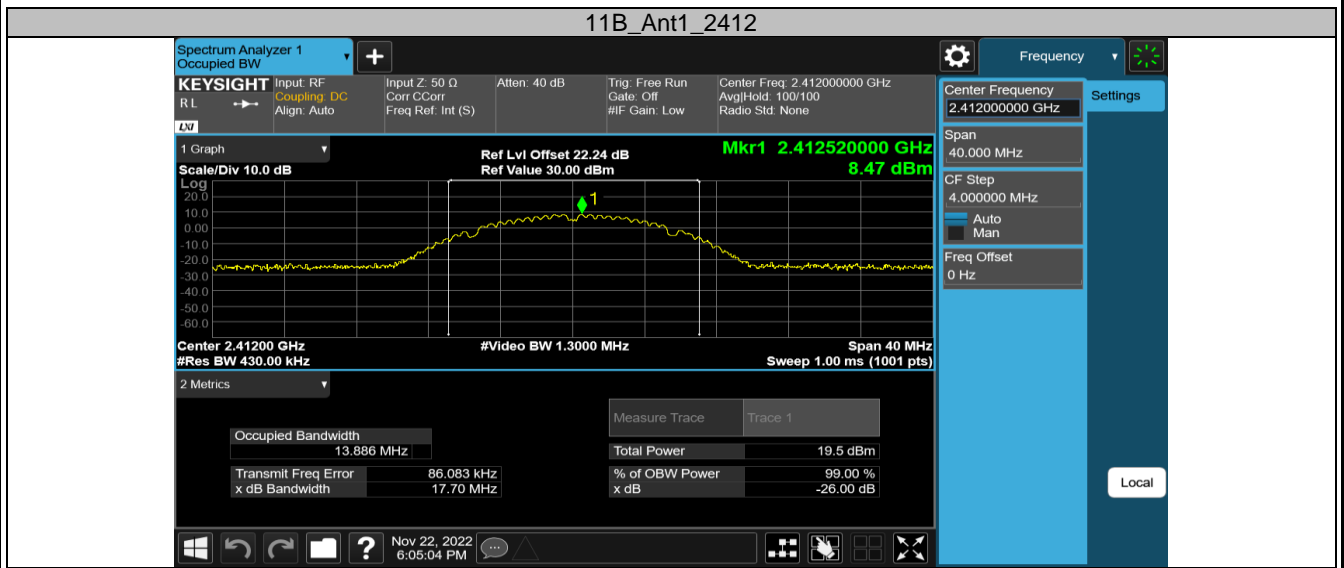 11B_Ant1_2412
Spectrum Analyzer 1
Occupied BW
+
Frequency
KEYSIGHT
R L
LXI
Input: RF
Coupling: DC
Align: Auto
Input Z: 50 Ω
Corr CCorr
Freq Ref: Int (S)
Atten: 40 dB
Trig: Free Run
Gate: Off
#IF Gain: Low
Center Freq: 2.412000000 GHz
Avg|Hold: 100/100
Radio Std: None
Center Frequency
2.412000000 GHz
Settings
Span
40.000 MHz
CF Step
4.000000 MHz
Auto
Man
Freq Offset
0 Hz
1 Graph
Scale/Div 10.0 dB
Ref Lvl Offset 22.24 dB
Ref Value 30.00 dBm
Mkr1 2.412520000 GHz
8.47 dBm
Log
20.0
10.0
0.00
-10.0
-20.0
-30.0
-40.0
-50.0
-60.0
1
Center 2.41200 GHz
#Video BW 1.3000 MHz
Span 40 MHz
#Res BW 430.00 kHz
Sweep 1.00 ms (1001 pts)
2 Metrics
Measure Trace Trace 1
Occupied Bandwidth
13.886 MHz
Total Power 19.5 dBm
Transmit Freq Error 86.083 kHz
% of OBW Power 99.00 %
x dB Bandwidth 17.70 MHz
x dB -26.00 dB
Local
?
Nov 22, 2022
6:05:04 PM